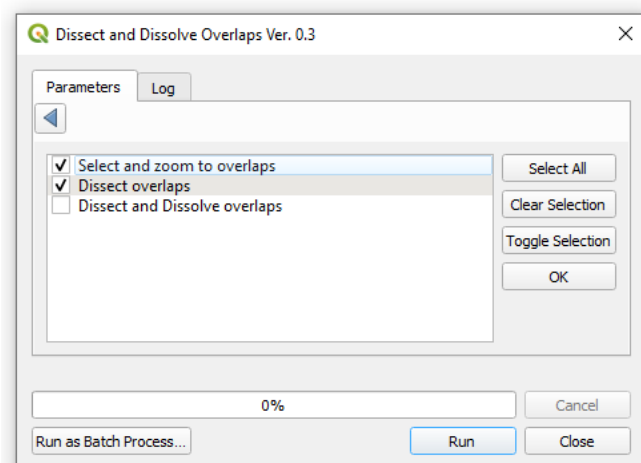 Dissect and Dissolve Overlaps Ver. 0.3
Parameters
Log
Select and zoom to overlaps
Dissect overlaps
Dissect and Dissolve overlaps
Select All
Clear Selection
Toggle Selection
OK
0%
Cancel
Run as Batch Process...
Run
Close